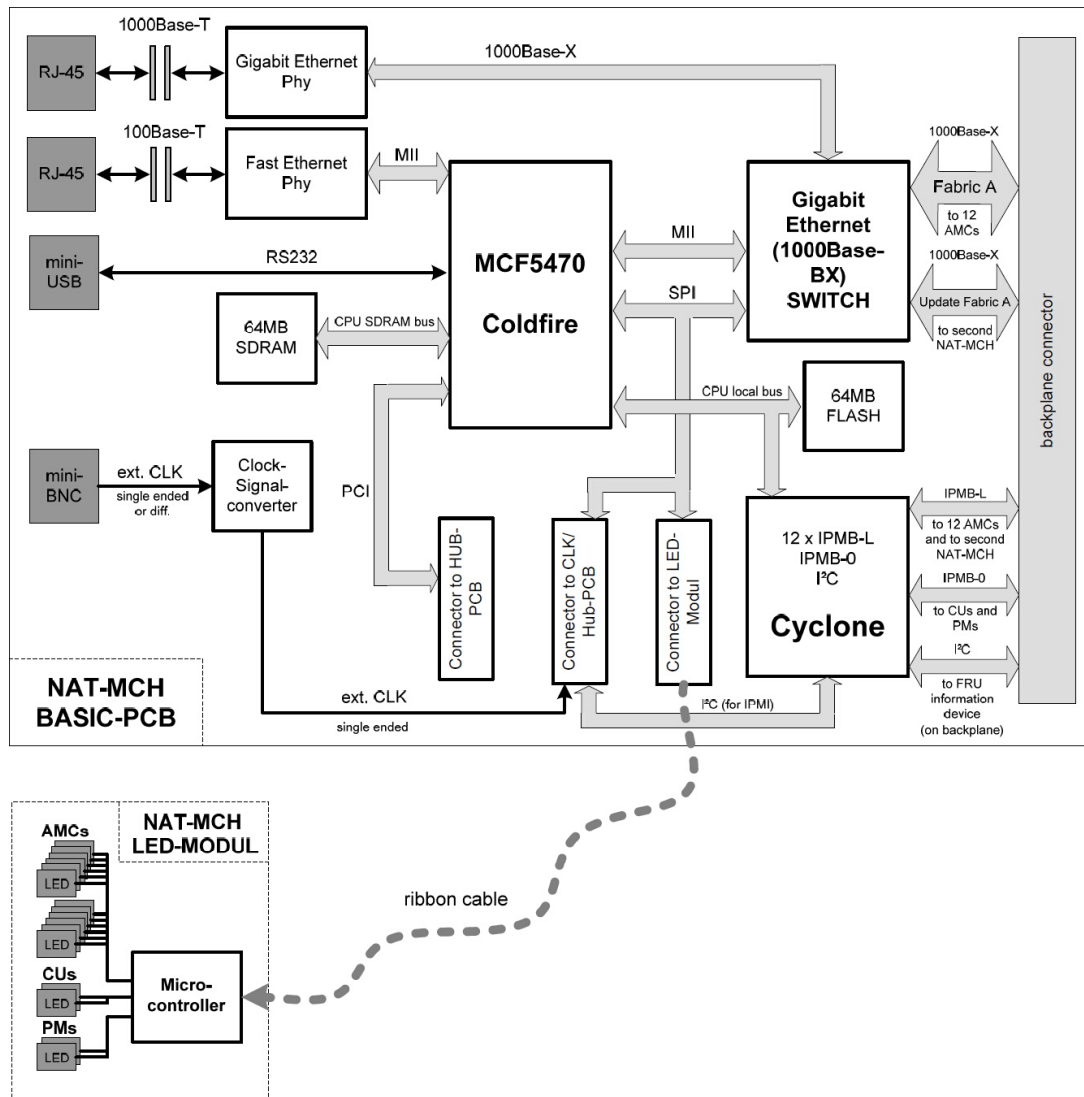 1000Base-T
RJ-45
Gigabit Ethernet
Phy
1000Base-X
100Base-T
RJ-45
Fast Ethernet
Phy
MII
mini-
USB
RS232
64MB
SDRAM
CPU SDRAM bus
MCF5470
Coldfire
MII
SPI
CPU local bus
Gigabit
Ethernet
(1000Base-
BX)
SWITCH
1000Base-X
Fabric A
to 12
AMCs
1000Base-X
Update Fabric A
to second
NAT-MCH
64MB
FLASH
backplane connector
mini-
BNC
ext. CLK
single ended
or diff.
Clock-
Signal-
converter
PCI
Connector to HUB-
PCB
Connector to CLK/
Hub-PCB
Connector to LED-
Modul
12 x IPMB-L
IPMB-0
I²C
Cyclone
IPMB-L
to 12 AMCs
and to second
NAT-MCH
IPMB-0
to CUs and
PMs
I²C
to FRU
information
device
(on backplane)
NAT-MCH
BASIC-PCB
ext. CLK
single ended
I²C (for IPMI)
NAT-MCH
LED-MODUL
AMCs
LED
LED
CUs
LED
PMs
LED
Micro-
controller
ribbon cable